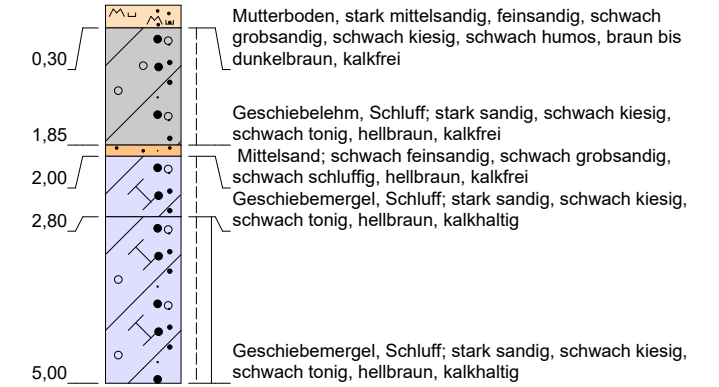 Mutterboden, stark mittelsandig, feinsandig, schwach
grobsandig, schwach kiesig, schwach humos, braun bis
0,30 dunkelbraun, kalkfrei
Geschiebelehm, Schluff; stark sandig, schwach kiesig,
1,85 schwach tonig, hellbraun, kalkfrei
Mittelsand; schwach feinsandig, schwach grobsandig,
2,00 schwach schluffig, hellbraun, kalkfrei
Geschiebemergel, Schluff; stark sandig, schwach kiesig,
2,80 schwach tonig, hellbraun, kalkhaltig
Geschiebemergel, Schluff; stark sandig, schwach kiesig,
5,00 schwach tonig, hellbraun, kalkhaltig